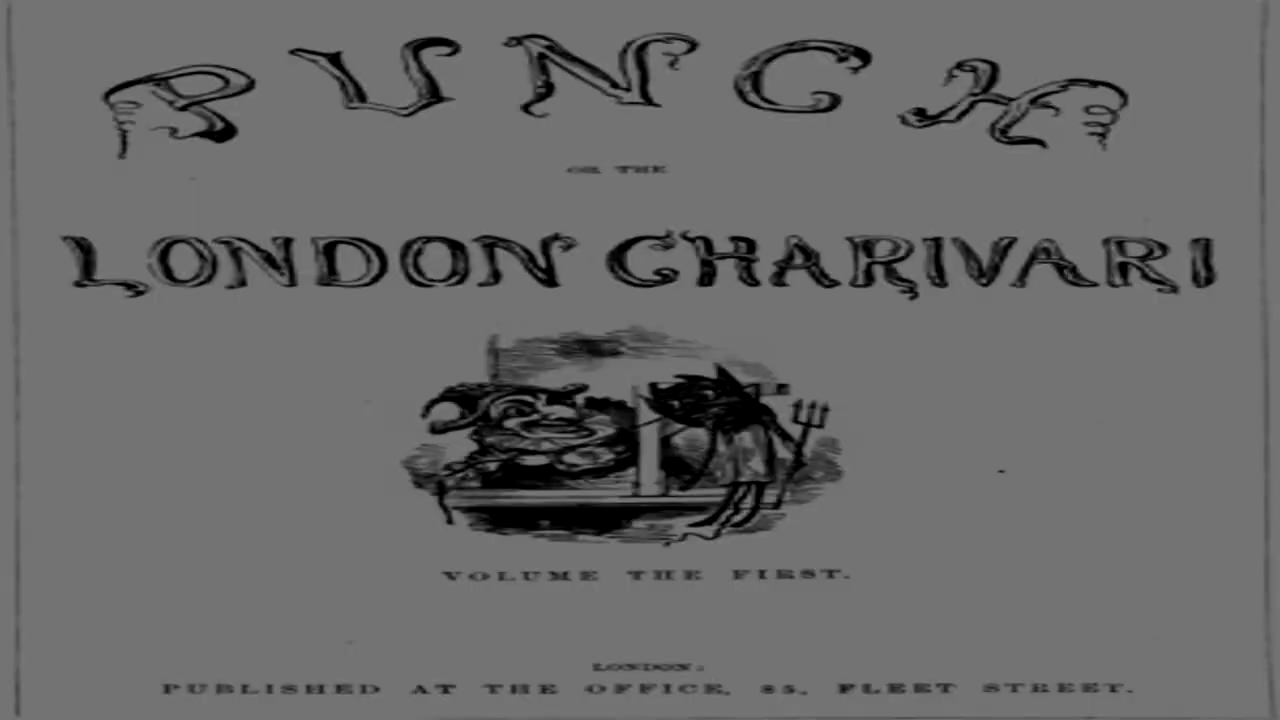 PUNCH
OR THE
LONDON CHARIVARI
VOLUME THE FIRST.
LONDON:
PUBLISHED AT THE OFFICE, 85, FLEET STREET.